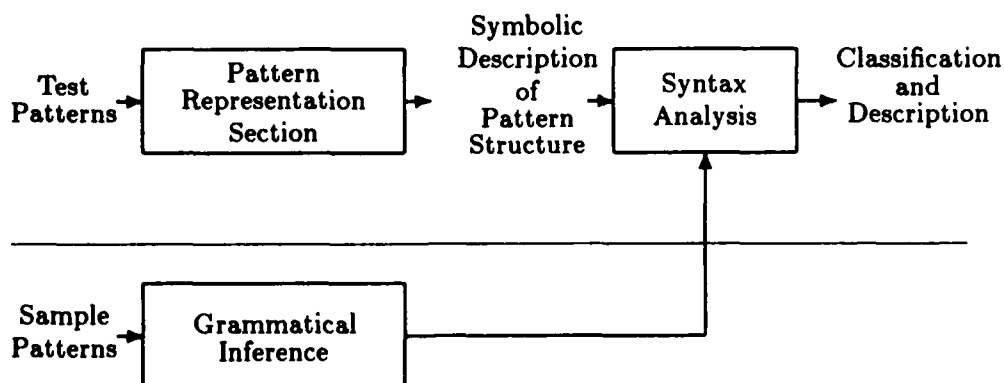 Test
Patterns
Pattern
Representation
Section
Symbolic
Description
of
Pattern
Structure
Syntax
Analysis
Classification
and
Description
Sample
Patterns
Grammatical
Inference